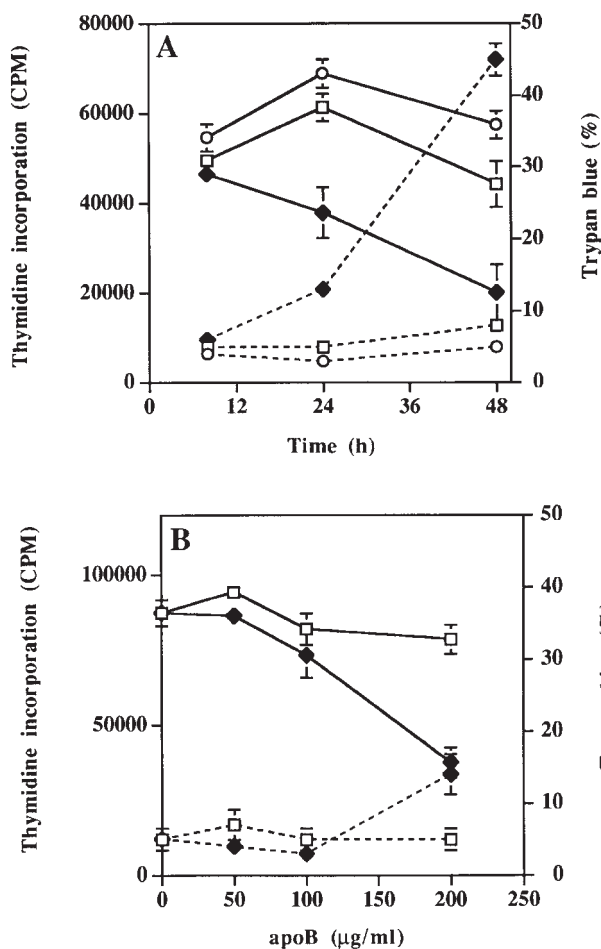 A
Thymidine incorporation (CPM)
80000
60000
40000
20000
0
50
40
30
20
10
0
Trypan blue (%)
0 12 24 36 48
Time (h)
B
Thymidine incorporation (CPM)
100000
50000
0
50
40
30
20
10
0
0 50 100 150 200 250
apoB (µg/ml)